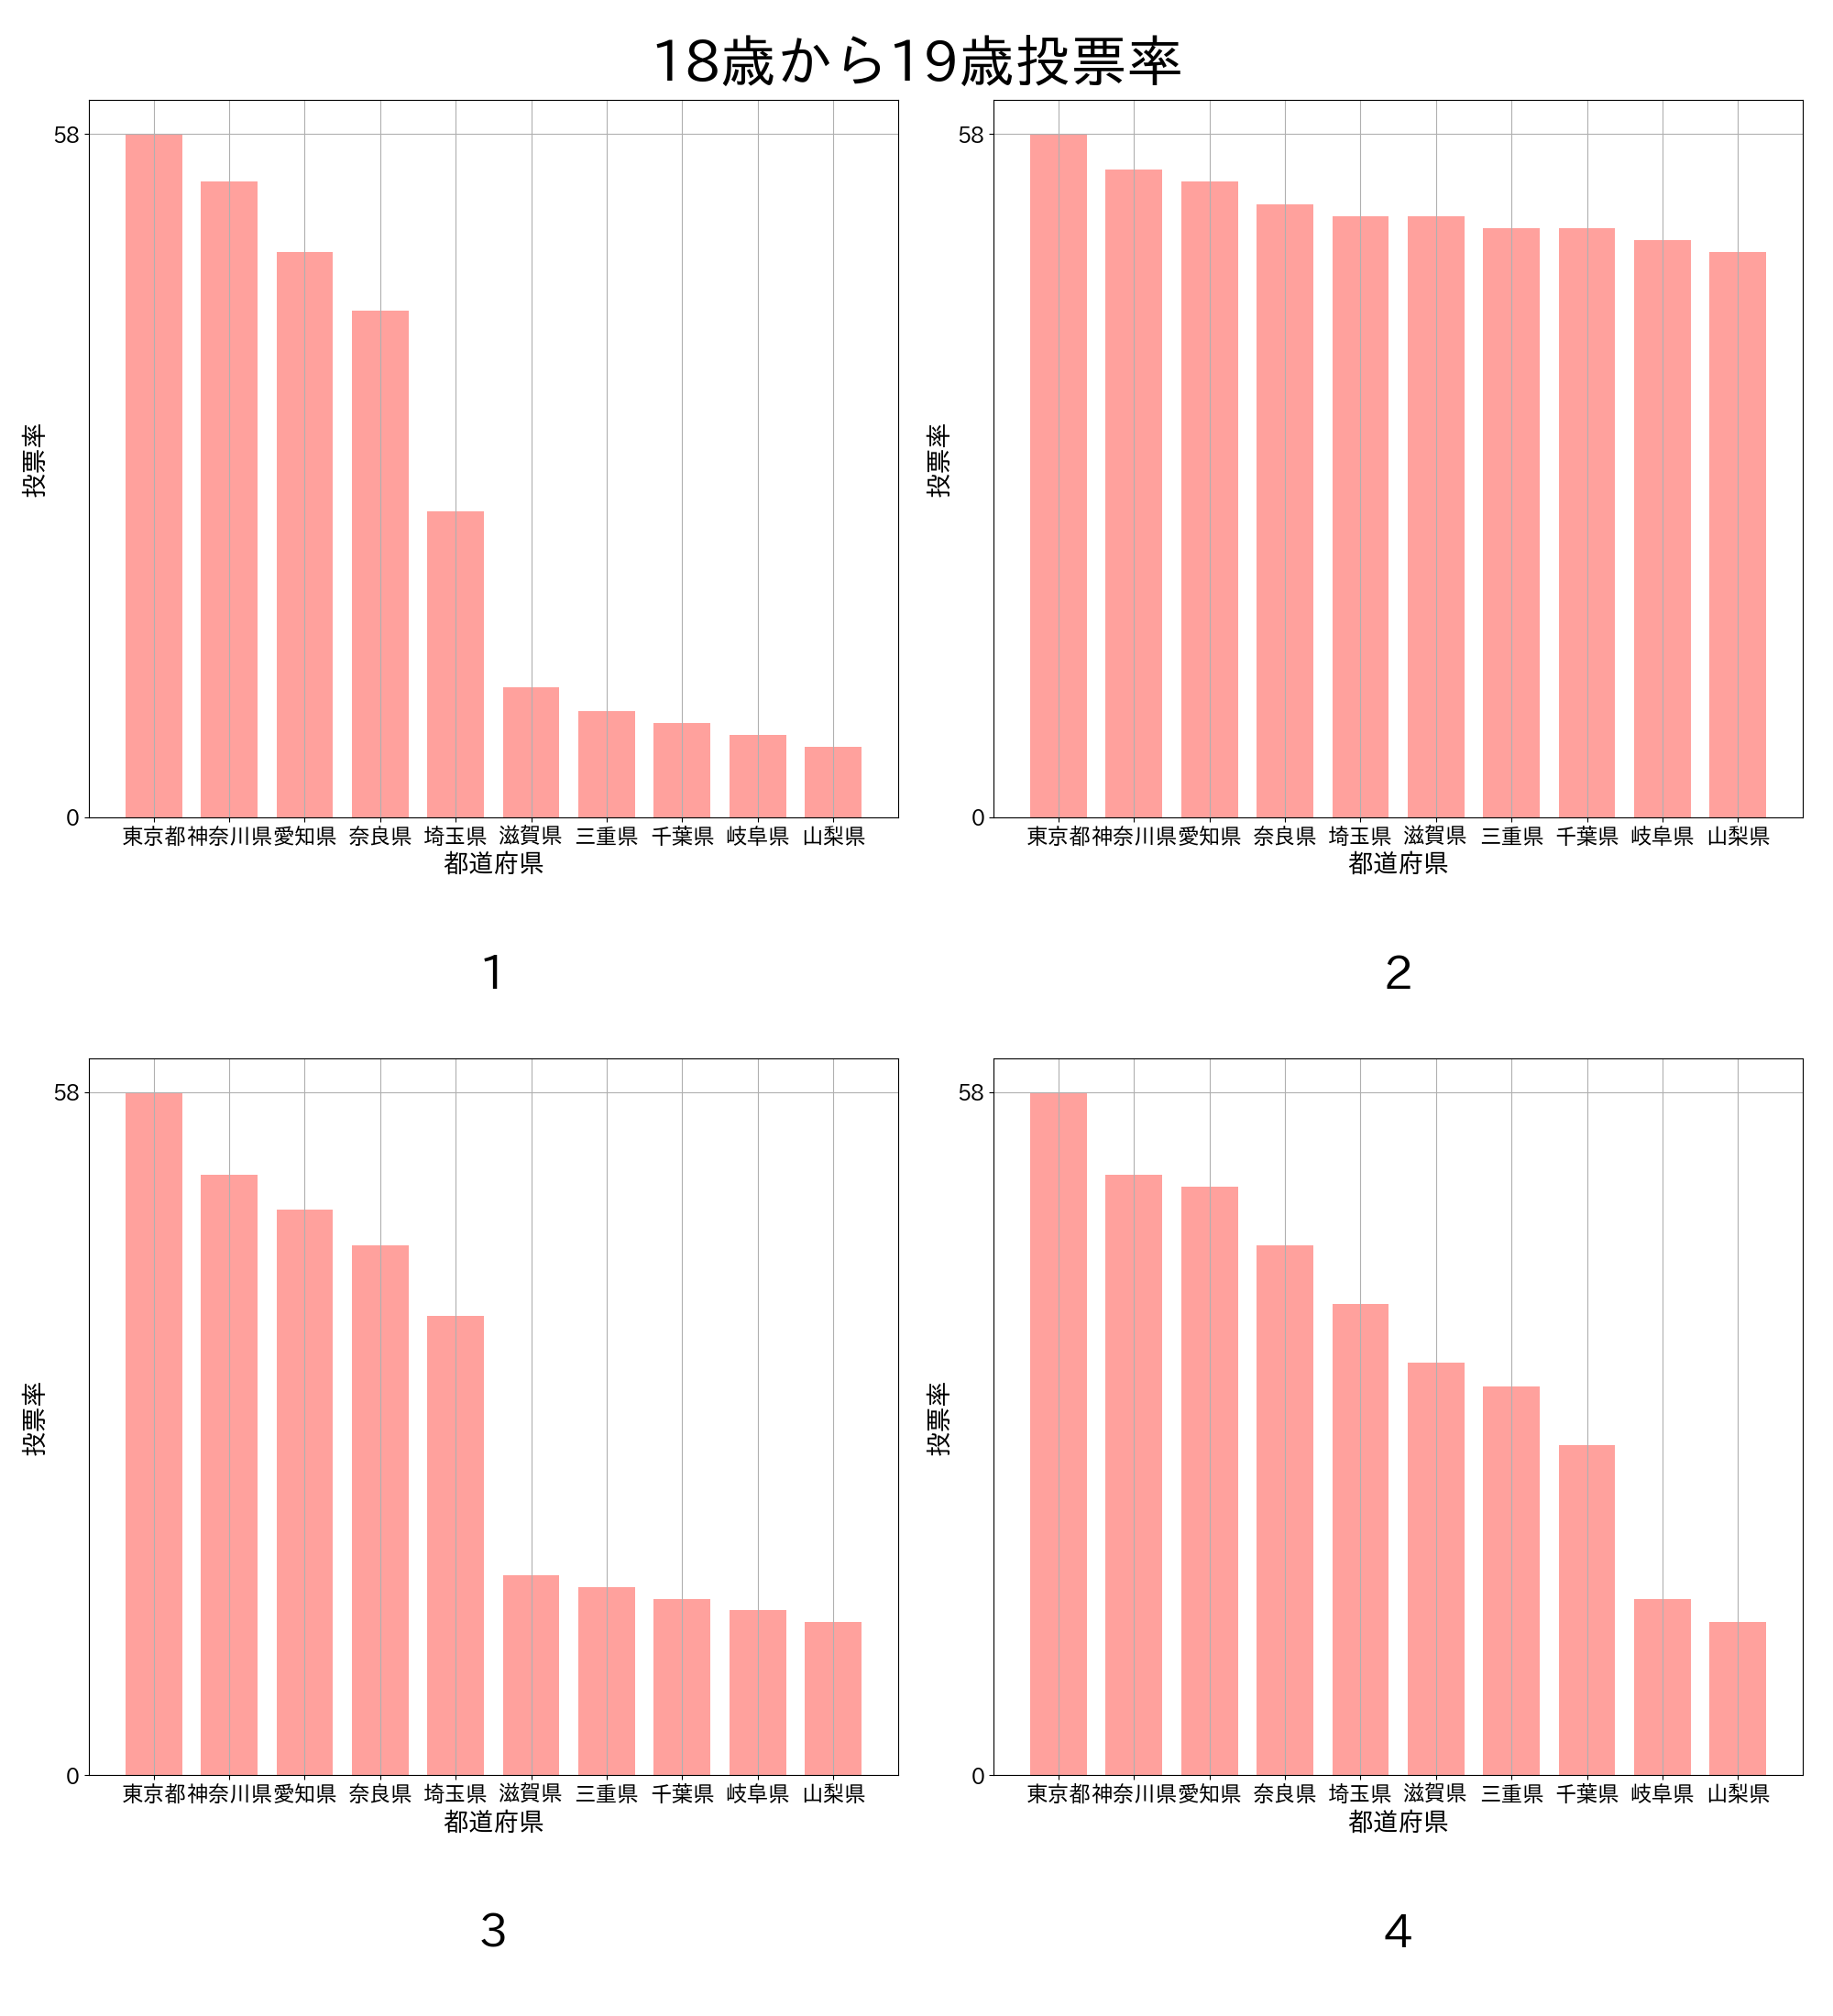 18歳から19歳投票率
58
0
投票率
東京都 神奈川県 愛知県 奈良県 埼玉県 滋賀県 三重県 千葉県 岐阜県 山梨県
都道府県
1
58
0
投票率
東京都 神奈川県 愛知県 奈良県 埼玉県 滋賀県 三重県 千葉県 岐阜県 山梨県
都道府県
2
58
0
投票率
東京都 神奈川県 愛知県 奈良県 埼玉県 滋賀県 三重県 千葉県 岐阜県 山梨県
都道府県
3
58
0
投票率
東京都 神奈川県 愛知県 奈良県 埼玉県 滋賀県 三重県 千葉県 岐阜県 山梨県
都道府県
4